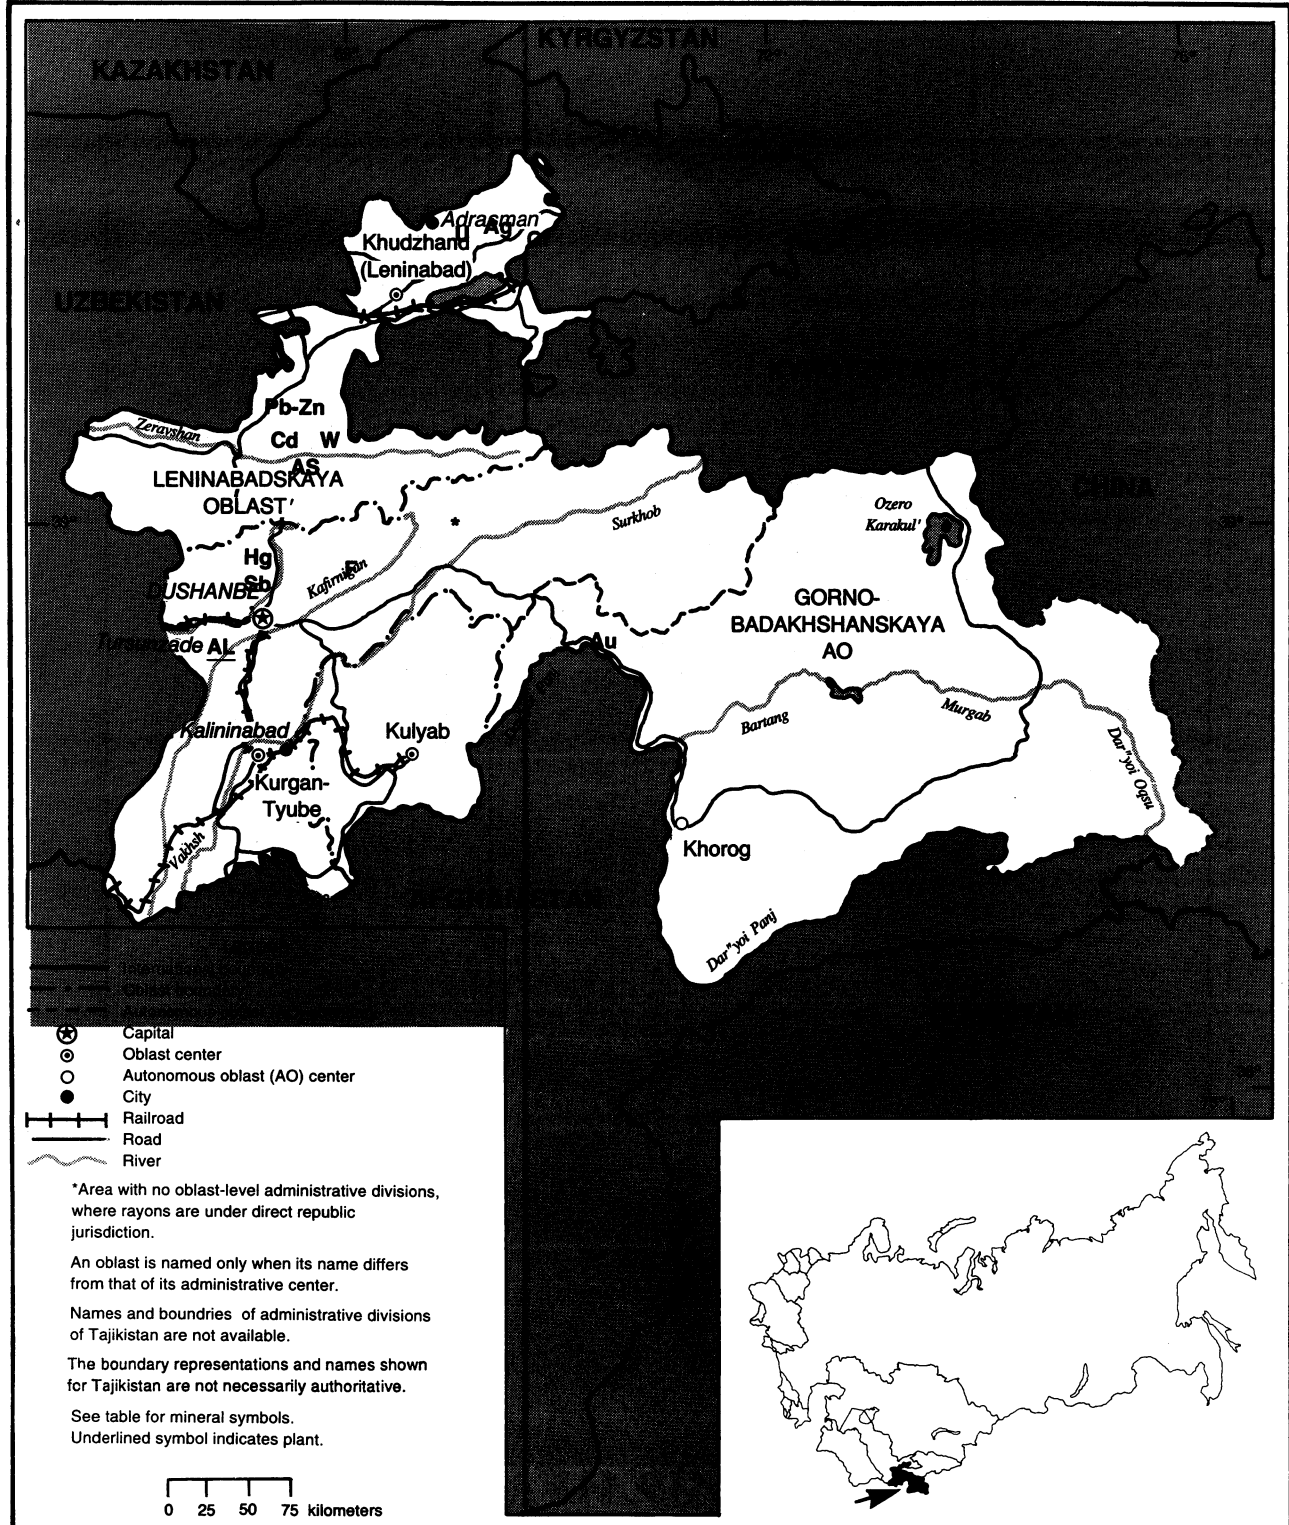 KYRGYZSTAN
KAZAKHSTAN
Adrasman
U Ag
Khudzhand
(Leninabad)
UZBEKISTAN
Pb-Zn
Zeravshan
Cd W
AS
LENINABADSKAYA
OBLAST'
CHINA
Ozero
Karakul'
39°
*
Surkhob
Hg
Sb
F
Kafirnigan
DUSHANBE
GORNO-
BADAKHSHANSKAYA
AO
Tursunzade AL
Au
Bartang
Murgab
Kalininabad
Kulyab
?
Dar"yoi Oqsu
Kurgan-
Tyube
Vakhsh
Khorog
AFGHANISTAN
Dar"yoi Panj
Capital
Oblast center
Autonomous oblast (AO) center
City
Railroad
Road
River
*Area with no oblast-level administrative divisions,
where rayons are under direct republic
jurisdiction.
An oblast is named only when its name differs
from that of its administrative center.
Names and boundries of administrative divisions
of Tajikistan are not available.
The boundary representations and names shown
for Tajikistan are not necessarily authoritative.
See table for mineral symbols.
Underlined symbol indicates plant.
0 25 50 75 kilometers